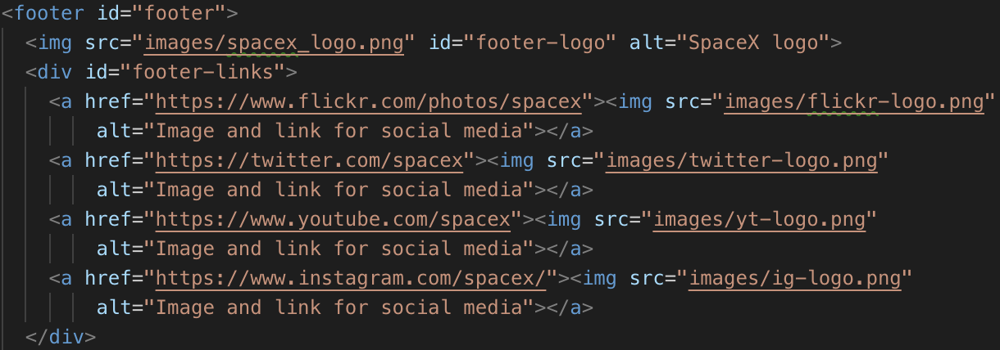 <footer id="footer">
<img src="images/spacex_logo.png" id="footer-logo" alt="SpaceX logo">
<div id="footer-links">
<a href="https://www.flickr.com/photos/spacex"><img src="images/flickr-logo.png"
alt="Image and link for social media"></a>
<a href="https://twitter.com/spacex"><img src="images/twitter-logo.png"
alt="Image and link for social media"></a>
<a href="https://www.youtube.com/spacex"><img src="images/yt-logo.png"
alt="Image and link for social media"></a>
<a href="https://www.instagram.com/spacex/"><img src="images/ig-logo.png"
alt="Image and link for social media"></a>
</div>